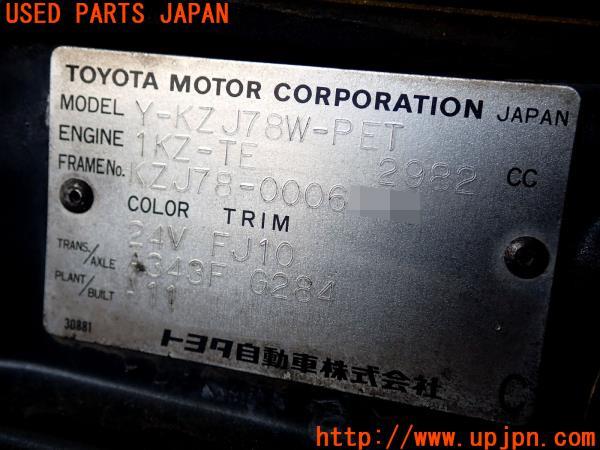 USED PARTS JAPAN
TOYOTA MOTOR CORPORATION JAPAN
MODEL Y-KZJ78W-PET
ENGINE 1KZ-TE 2982 CC
FRAME No. KZJ78-0006
COLOR TRIM
24V FJ10
TRANS./AXLE A343F G284
PLANT/BUILT 11
30881
トヨタ自動車株式会社
C
http://www.upjpn.com